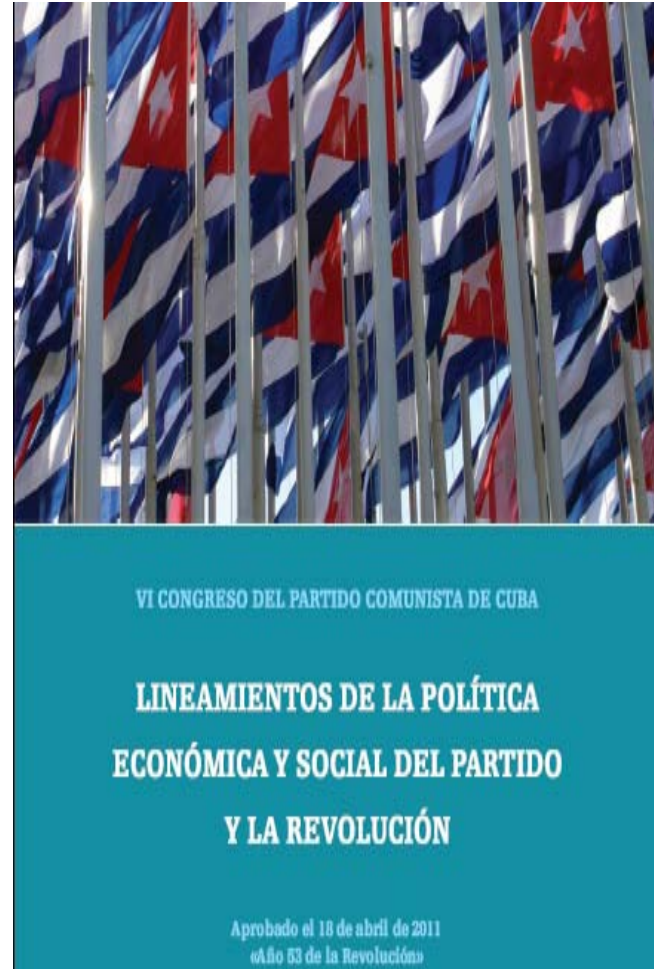 VI CONGRESO DEL PARTIDO COMUNISTA DE CUBA
LINEAMIENTOS DE LA POLÍTICA
ECONÓMICA Y SOCIAL DEL PARTIDO
Y LA REVOLUCIÓN
Aprobado el 18 de abril de 2011
«Año 53 de la Revolución»